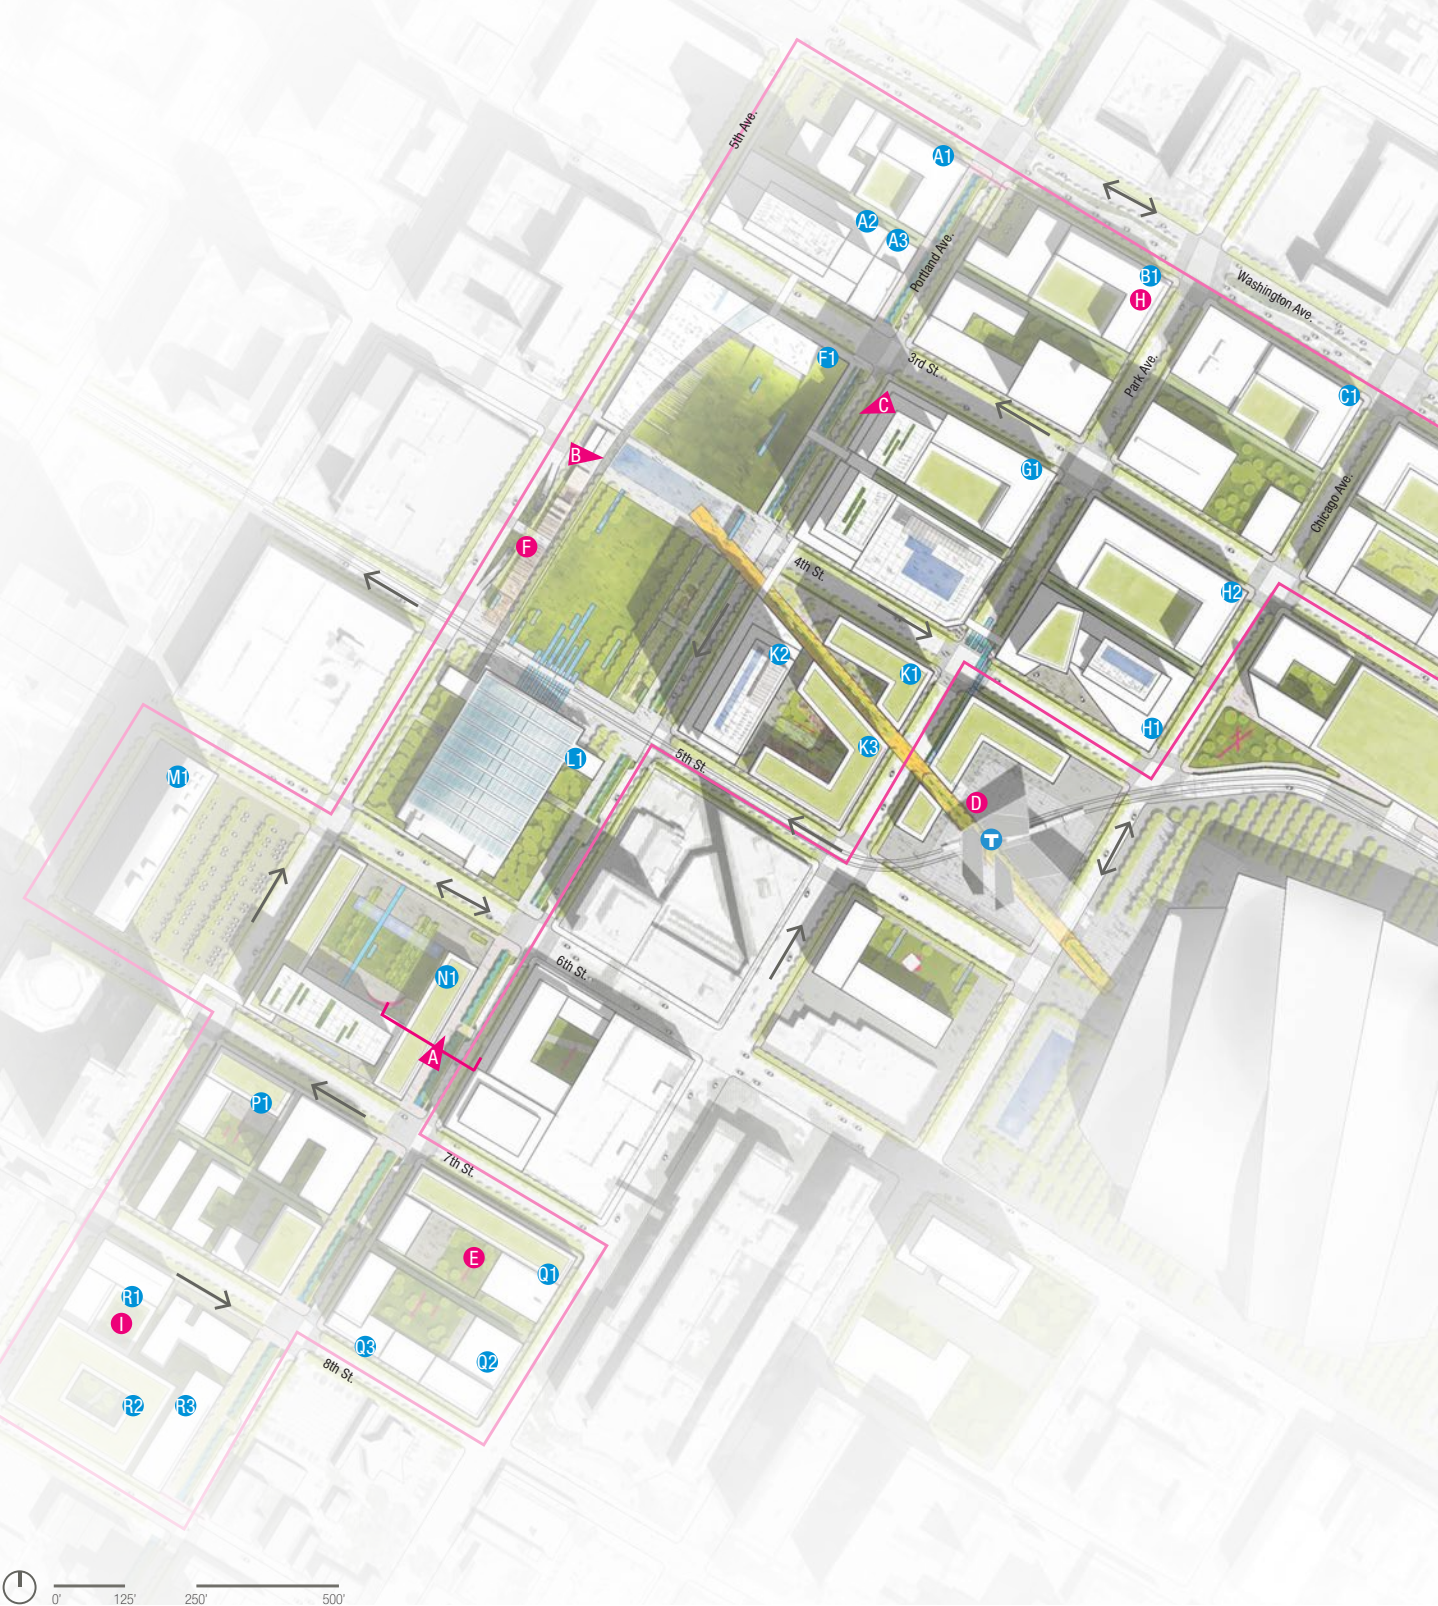 5th Ave.
A1
A2
A3
Portland Ave.
B1
H
Washington Ave.
F1
3rd St.
Park Ave.
C1
C
B
G1
Chicago Ave.
F
4th St.
H2
K2
K1
H1
K3
L1
5th St.
M1
D
T
N1
6th St.
A
P1
7th St.
E
Q1
R1
I
Q3
Q2
8th St.
R2
R3
0' 125' 250' 500'